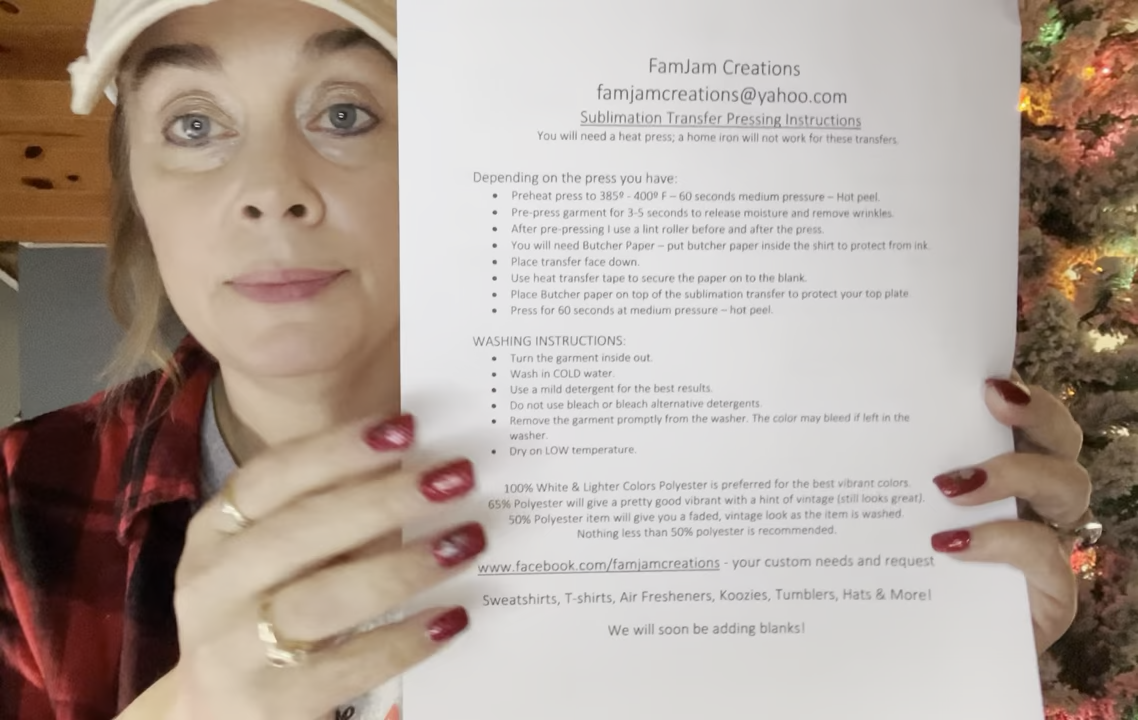 FamJam Creations
famjamcreations@yahoo.com
Sublimation Transfer Pressing Instructions
You will need a heat press; a home iron will not work for these transfers.
Depending on the press you have:
• Preheat press to 385º - 400º F – 60 seconds medium pressure – Hot peel.
• Pre-press garment for 3-5 seconds to release moisture and remove wrinkles.
• After pre-pressing I use a lint roller before and after the press.
• You will need Butcher Paper – put butcher paper inside the shirt to protect from ink.
• Place transfer face down.
• Use heat transfer tape to secure the paper on to the blank.
• Place Butcher paper on top of the sublimation transfer to protect your top plate
• Press for 60 seconds at medium pressure – hot peel.
WASHING INSTRUCTIONS:
• Turn the garment inside out.
• Wash in COLD water.
• Use a mild detergent for the best results.
• Do not use bleach or bleach alternative detergents.
• Remove the garment promptly from the washer. The color may bleed if left in the
washer.
• Dry on LOW temperature.
100% White & Lighter Colors Polyester is preferred for the best vibrant colors.
65% Polyester will give a pretty good vibrant with a hint of vintage (still looks great).
50% Polyester item will give you a faded, vintage look as the item is washed.
Nothing less than 50% polyester is recommended.
www.facebook.com/famjamcreations - your custom needs and request
Sweatshirts, T-shirts, Air Fresheners, Koozies, Tumblers, Hats & More!
We will soon be adding blanks!